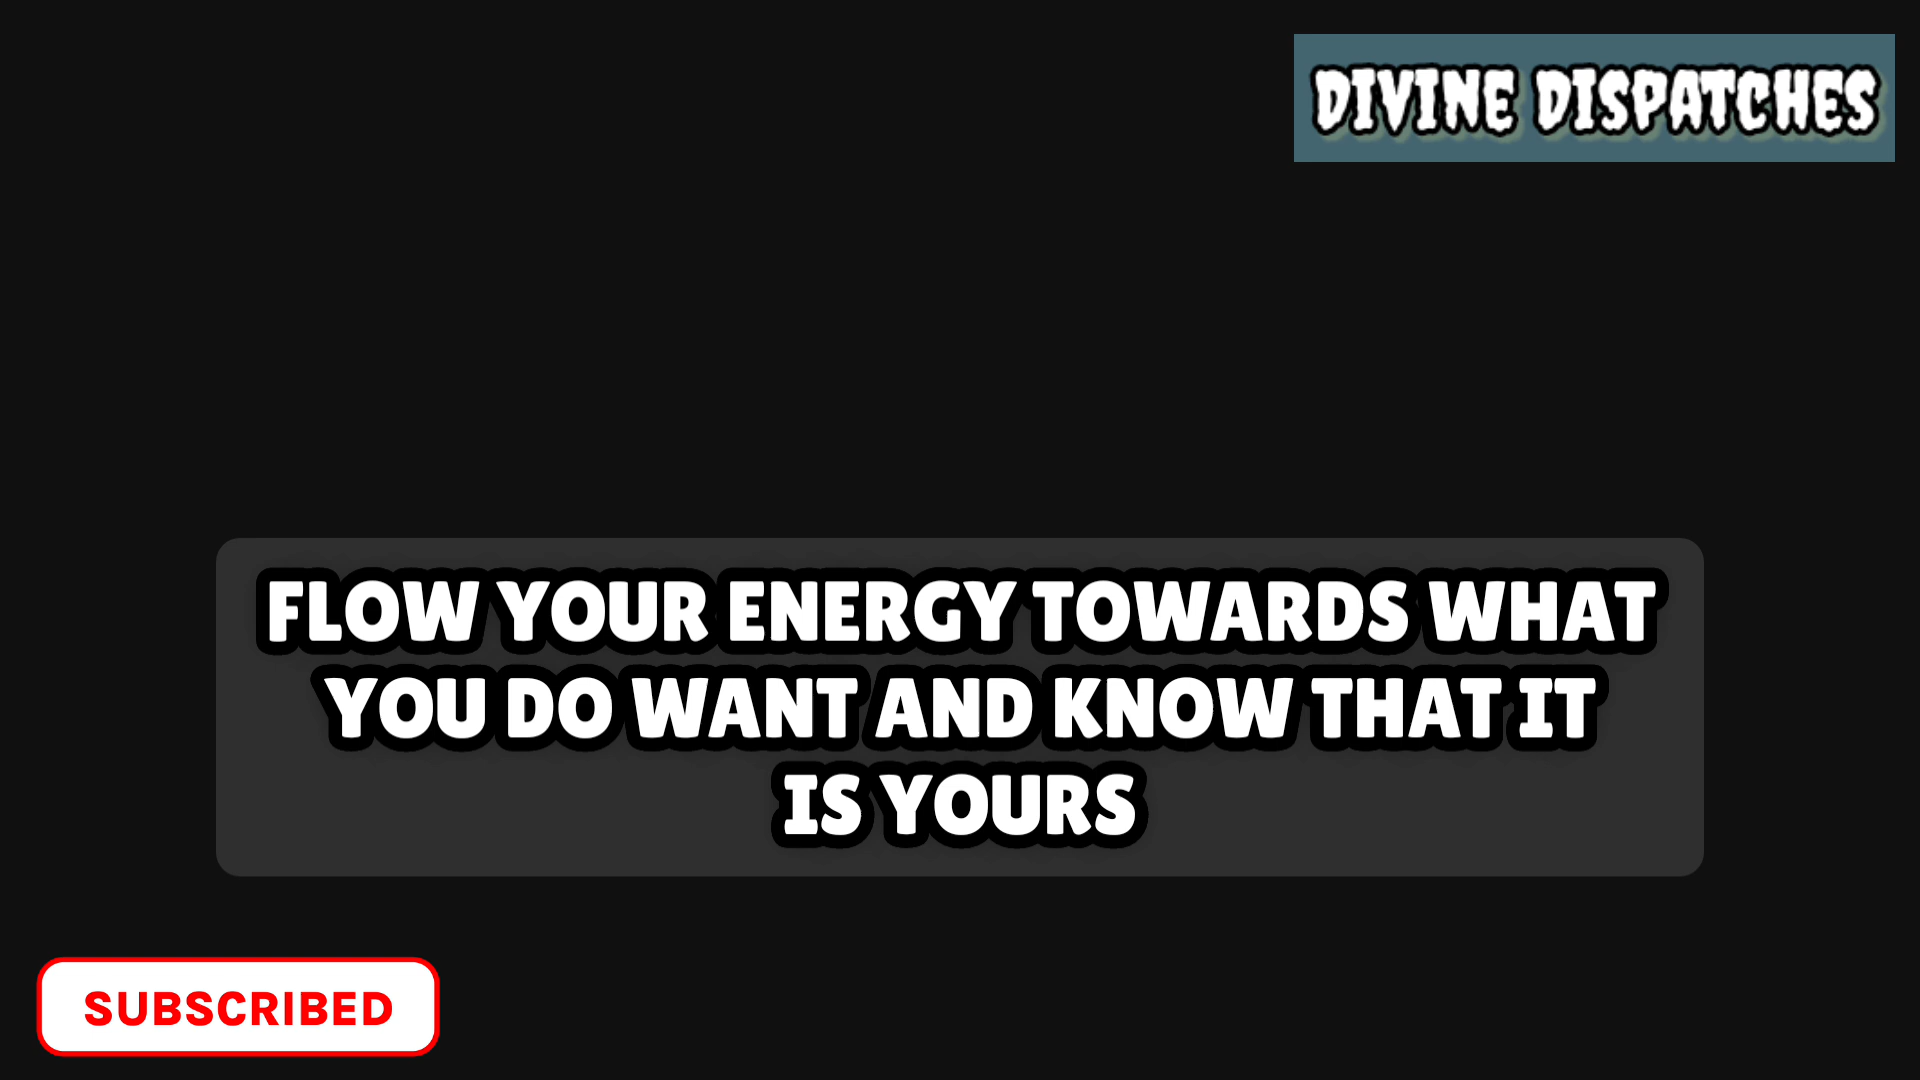 DIVINE DISPATCHES
FLOW YOUR ENERGY TOWARDS WHAT
YOU DO WANT AND KNOW THAT IT
IS YOURS
SUBSCRIBED